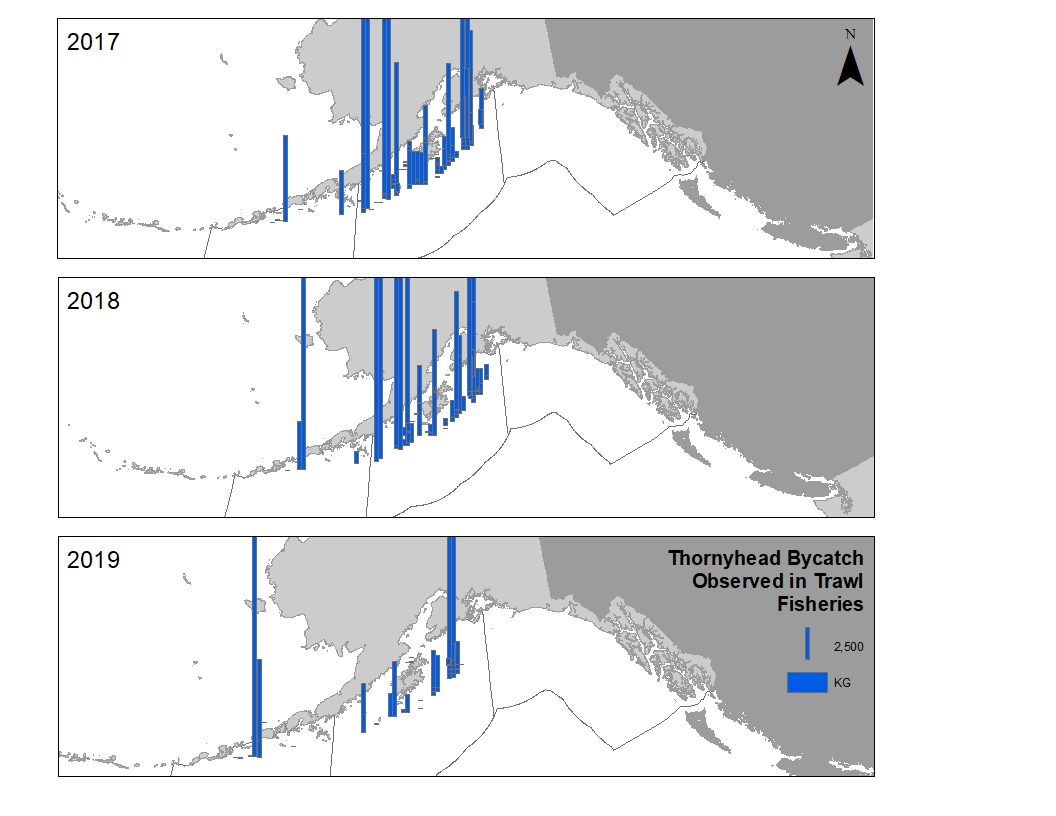 2017
N
2018
2019
Thornyhead Bycatch
Observed in Trawl
Fisheries
2,500
KG